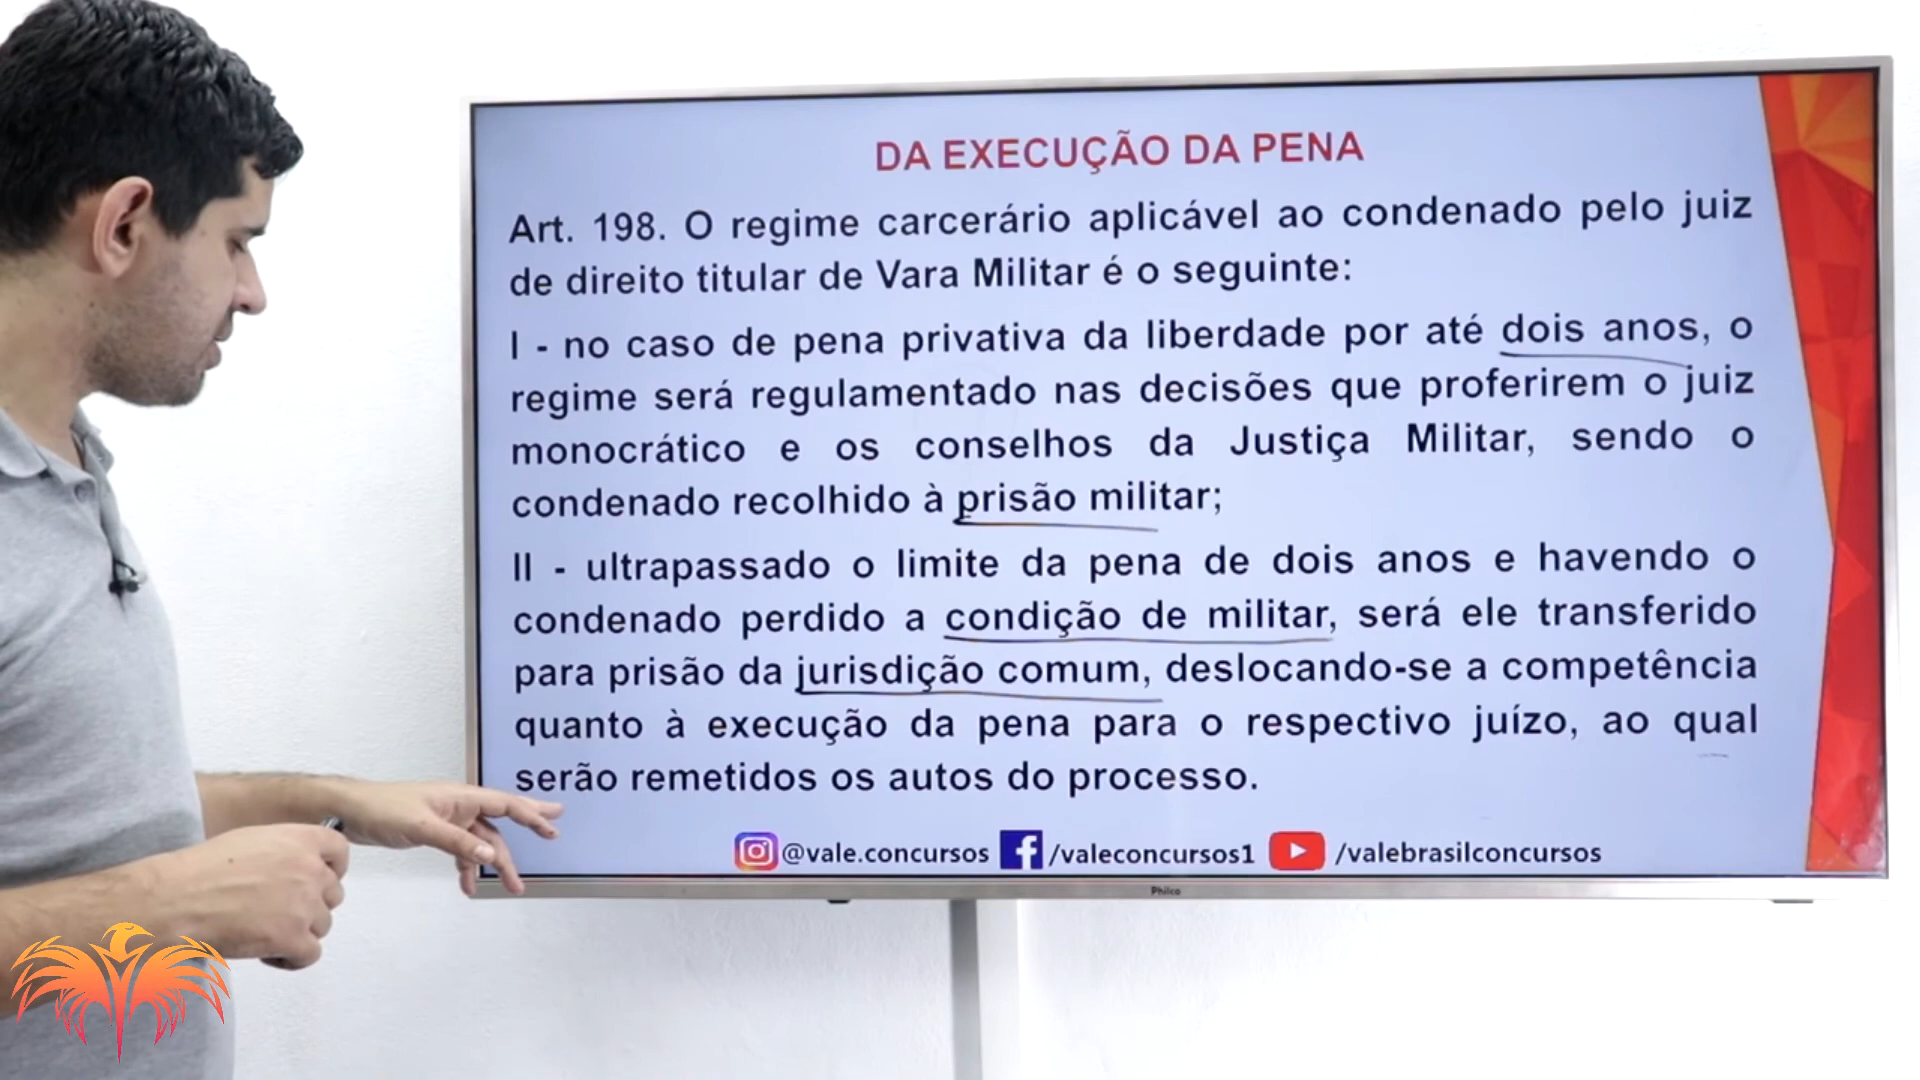 DA EXECUÇÃO DA PENA
Art. 198. O regime carcerário aplicável ao condenado pelo juiz
de direito titular de Vara Militar é o seguinte:
I - no caso de pena privativa da liberdade por até dois anos, o
regime será regulamentado nas decisões que proferirem o juiz
monocrático e os conselhos da Justiça Militar, sendo o
condenado recolhido à prisão militar;
II - ultrapassado o limite da pena de dois anos e havendo o
condenado perdido a condição de militar, será ele transferido
para prisão da jurisdição comum, deslocando-se a competência
quanto à execução da pena para o respectivo juízo, ao qual
serão remetidos os autos do processo.
@vale.concursos /valeconcursos1 /valebrasilconcursos
Philco